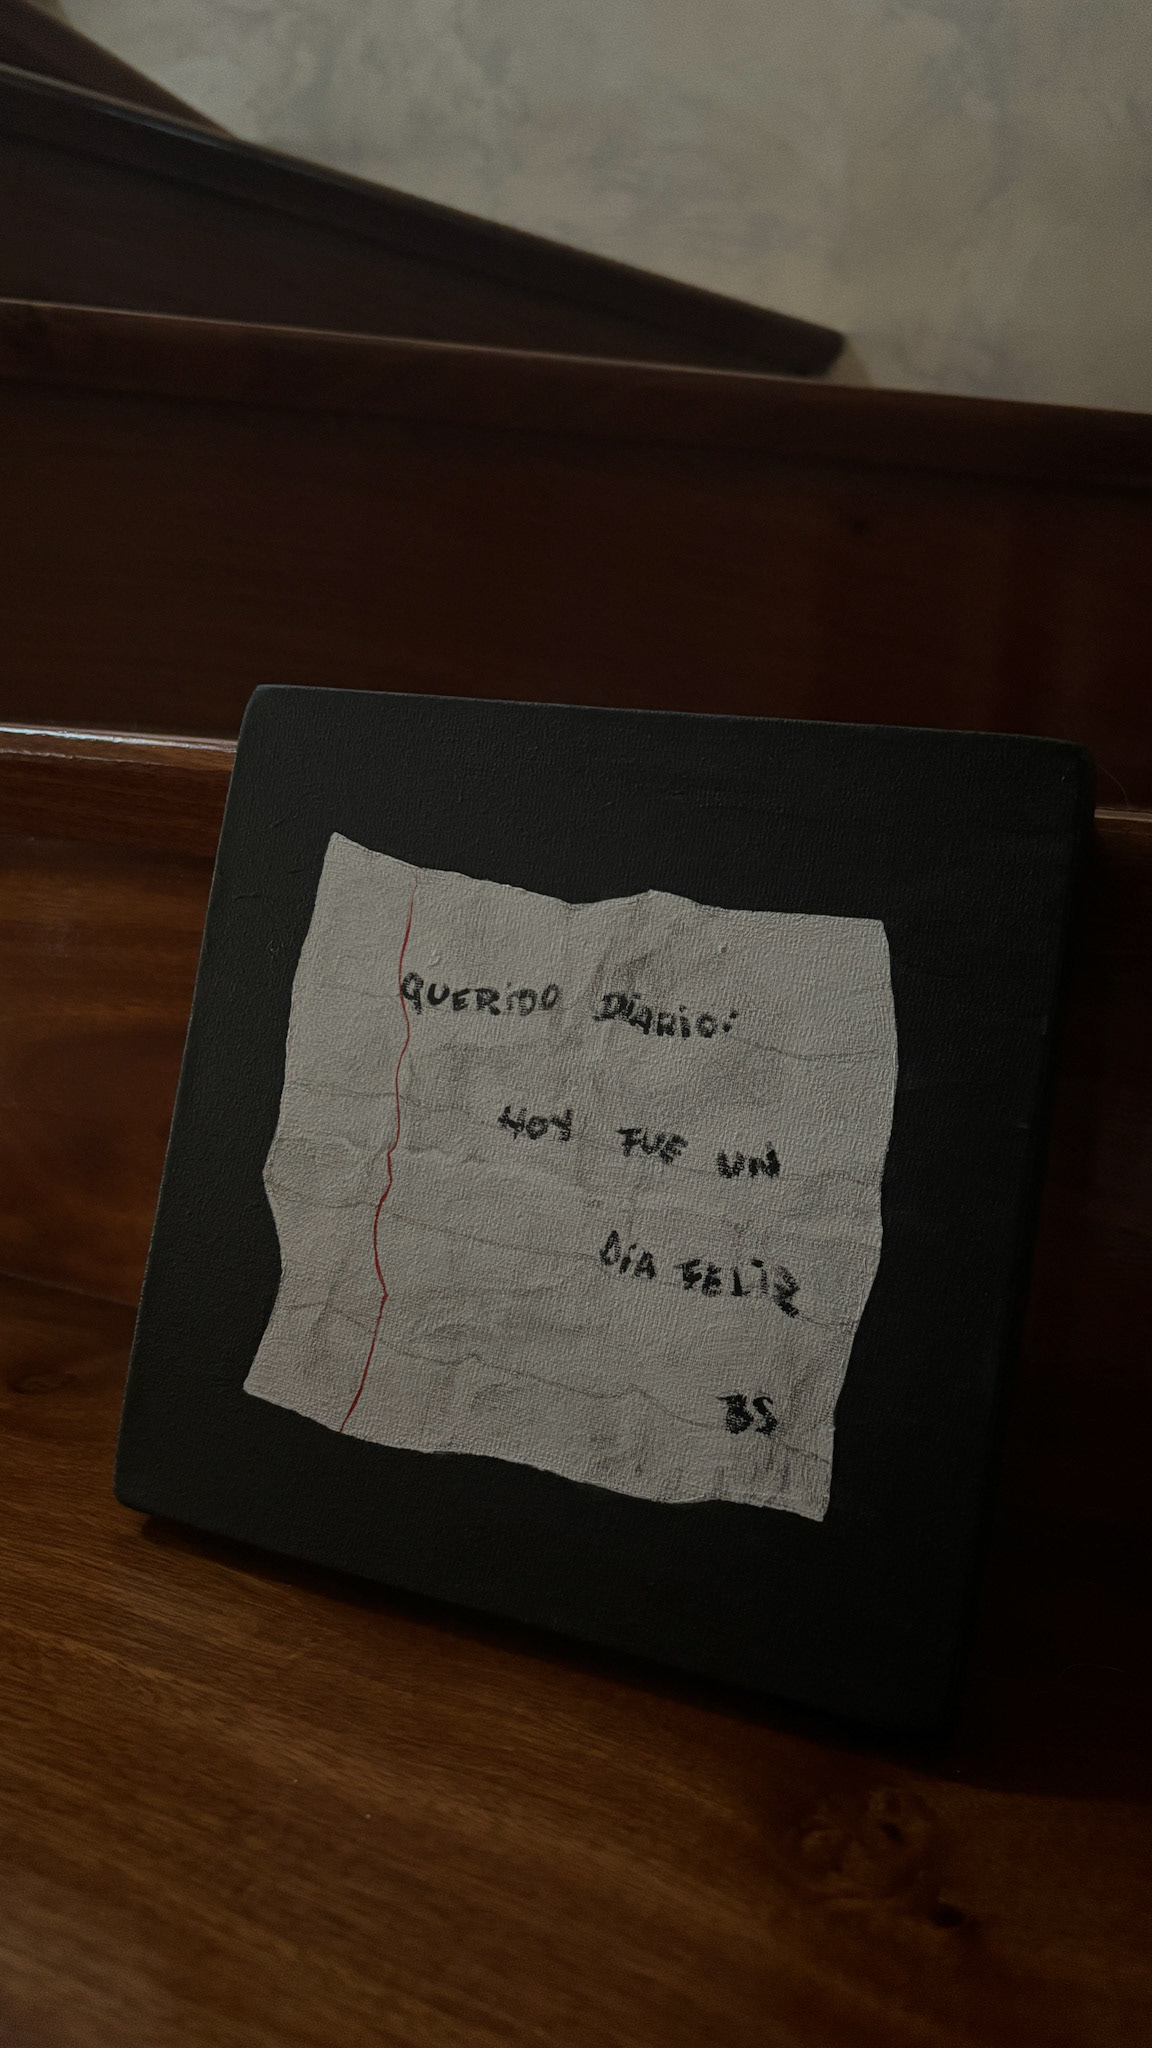 QUERiDO DiARiO:
HOY FUE UN
DíA FELiZ
BS